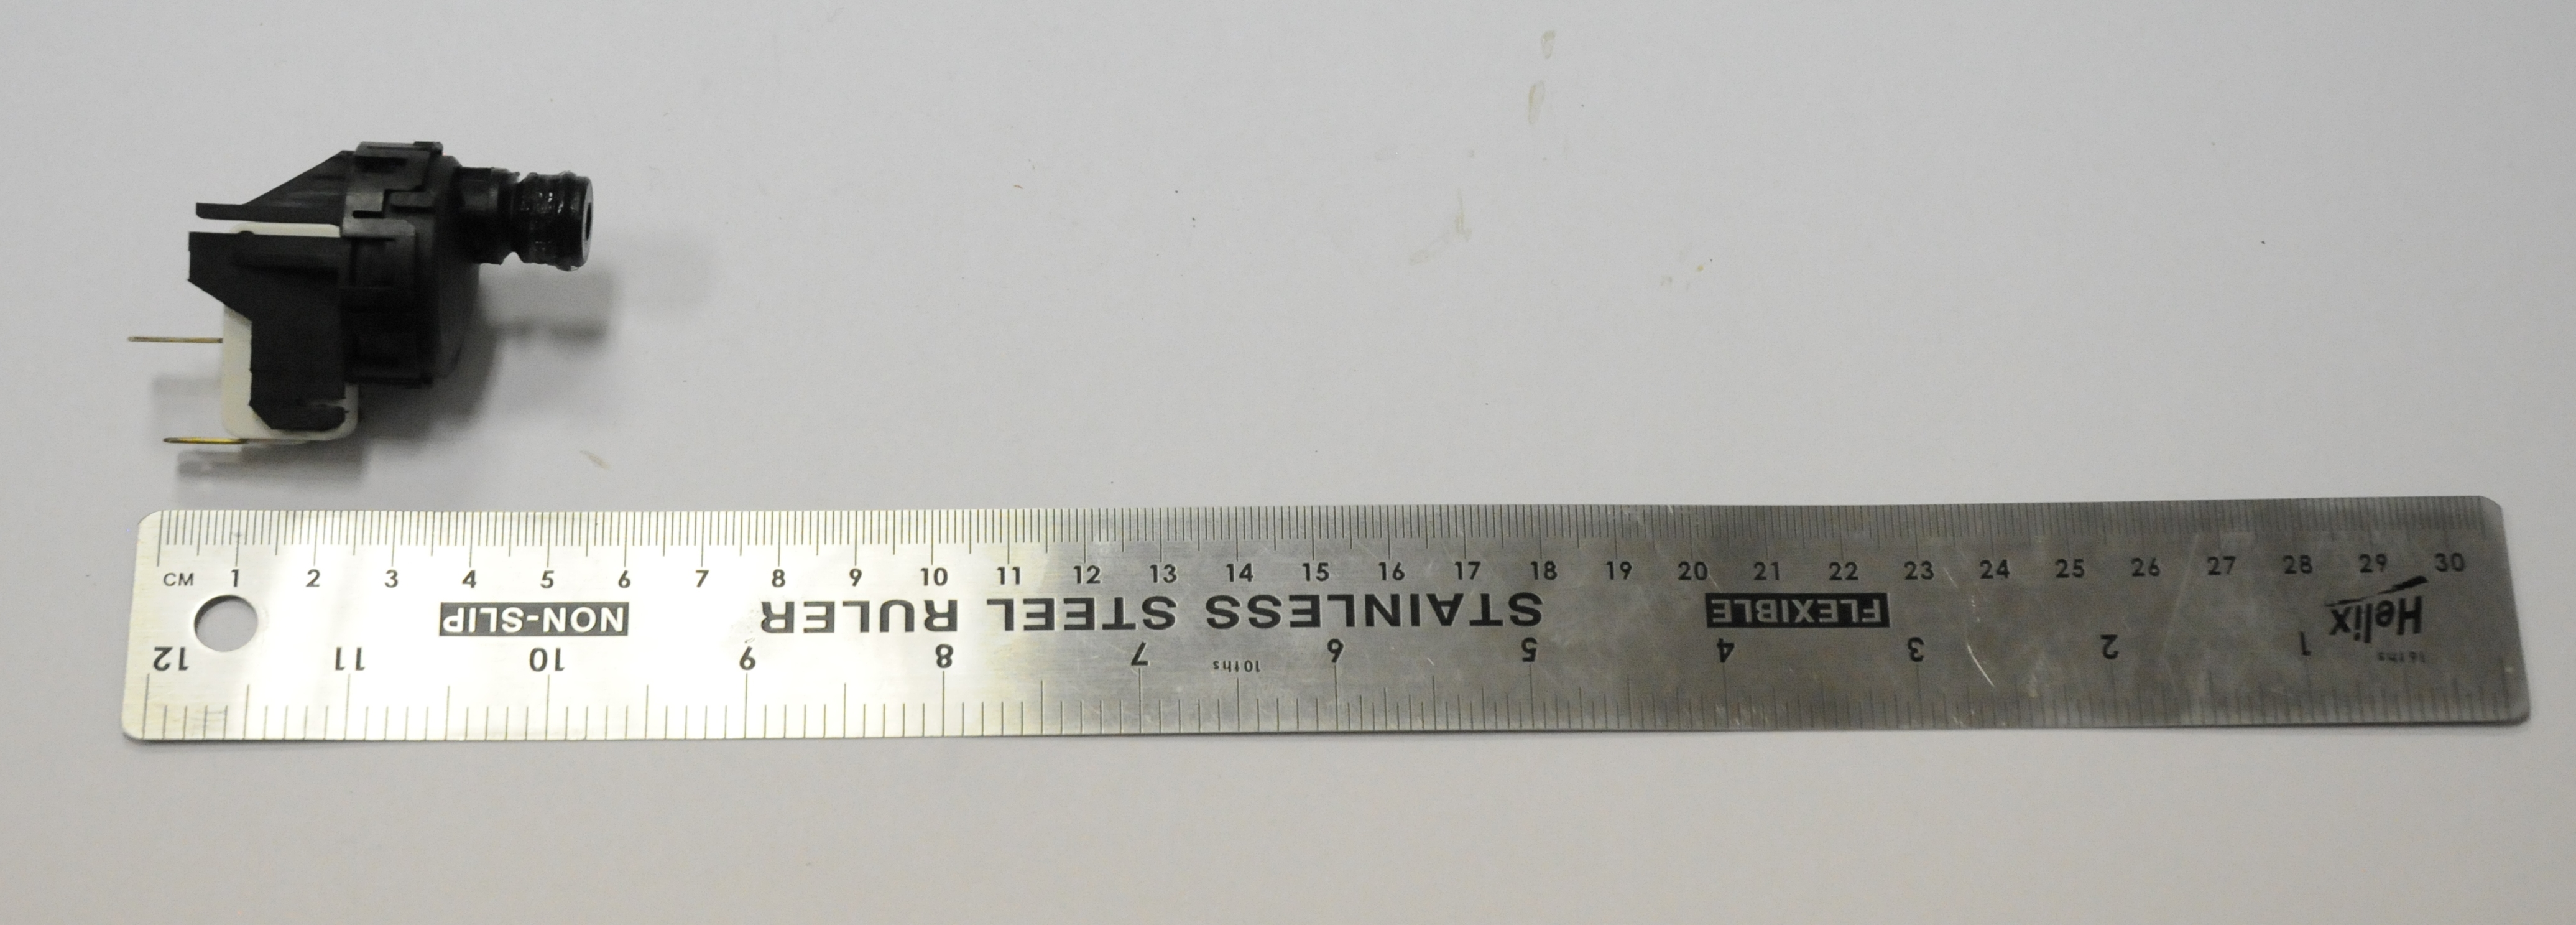 CM 1 2 3 4 5 6 7 8 9 10 11 12 13 14 15 16 17 18 19 20 21 22 23 24 25 26 27 28 29 30
Helix FLEXIBLE STAINLESS STEEL RULER NON-SLIP
16ths 1 2 3 4 5 6 10ths 7 8 9 10 11 12